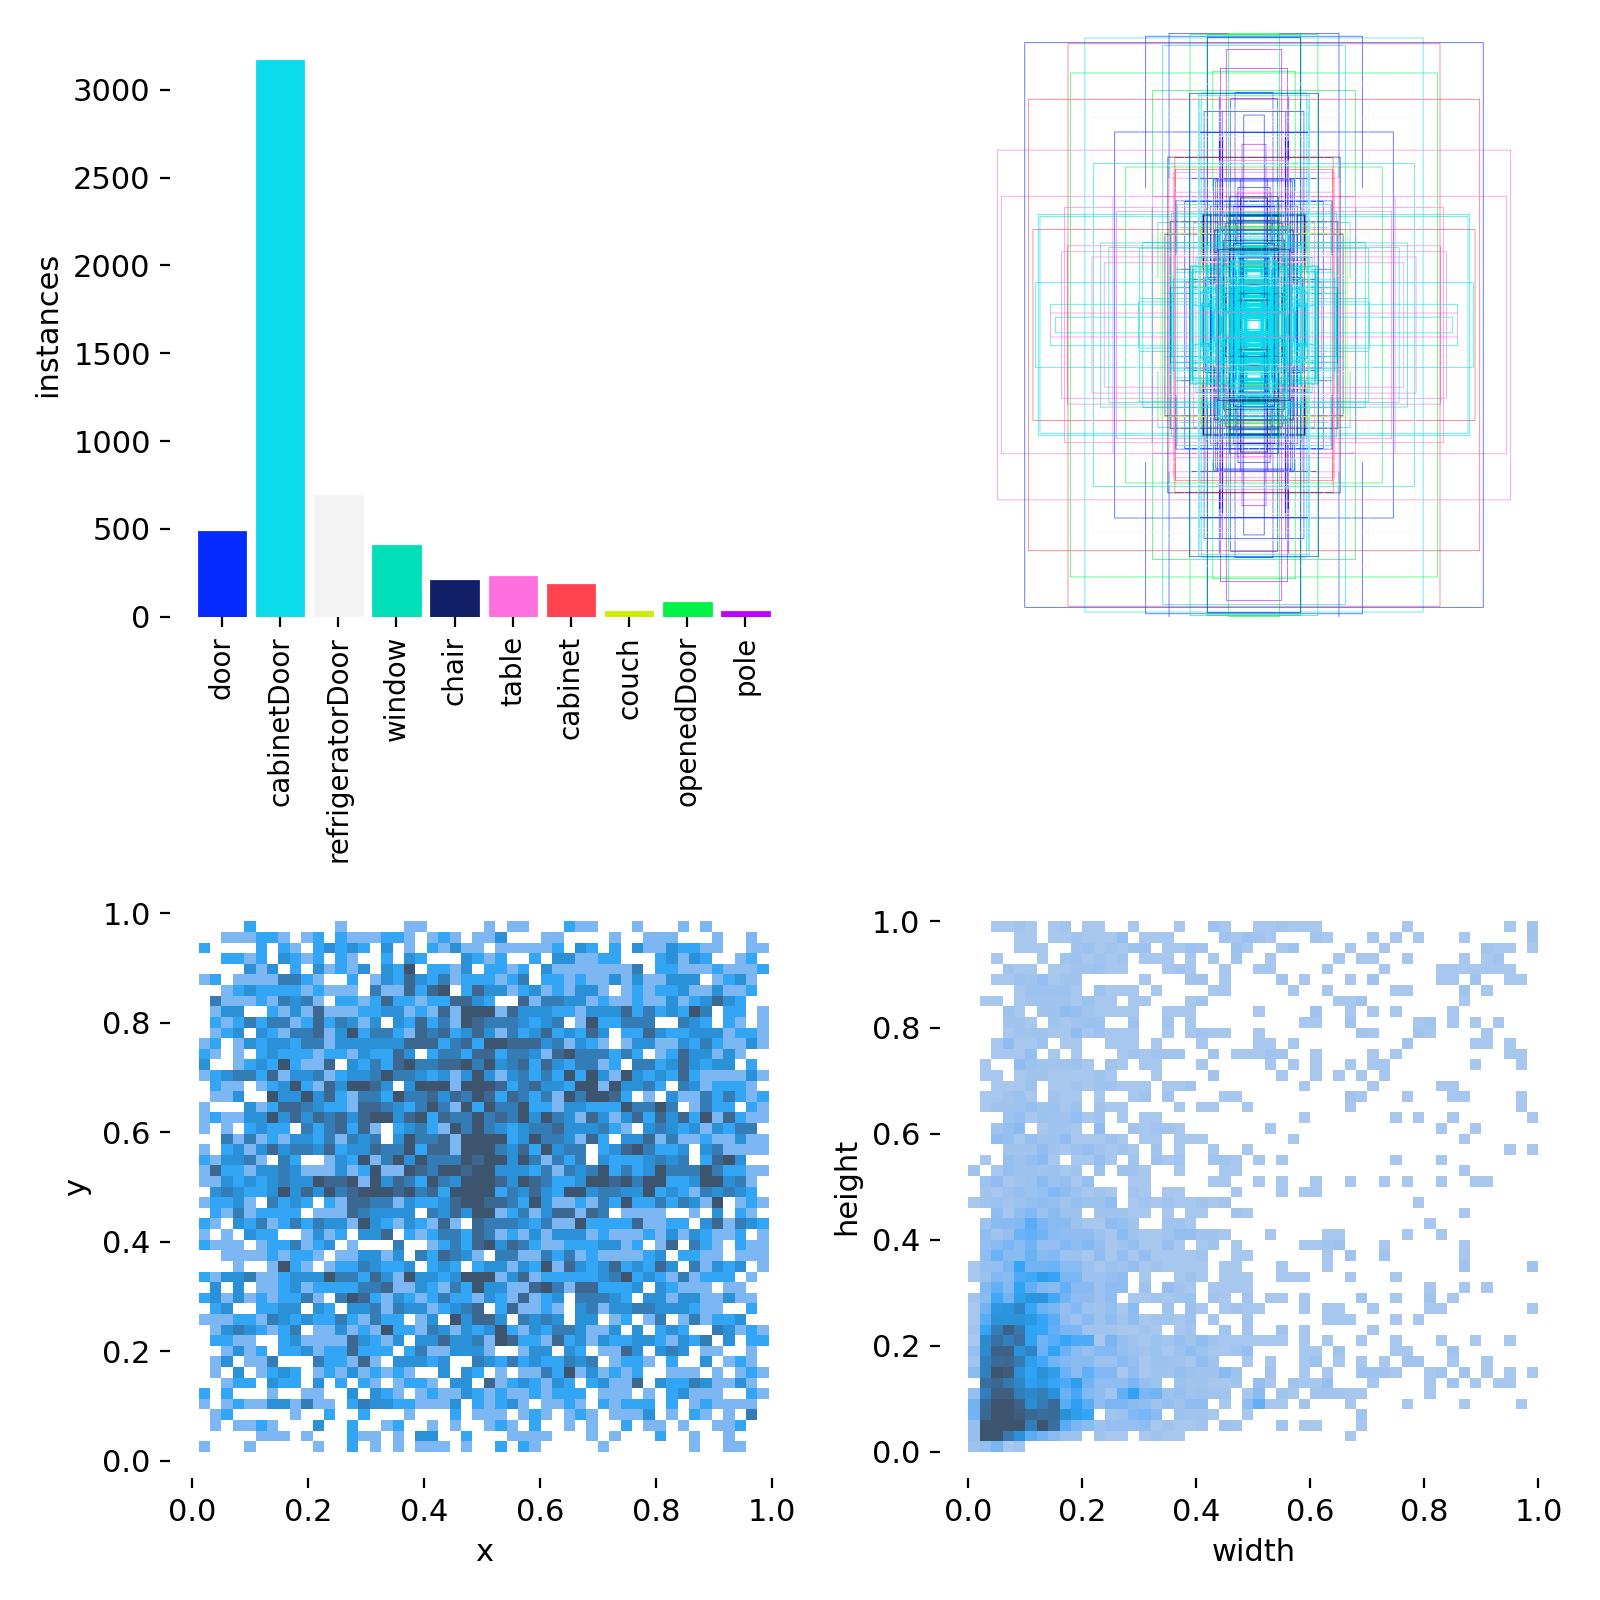 instances
3000
2500
2000
1500
1000
500
0
door
cabinetDoor
refrigeratorDoor
window
chair
table
cabinet
couch
openedDoor
pole
y
1.0
0.8
0.6
0.4
0.2
0.0
0.0 0.2 0.4 0.6 0.8 1.0
x
height
1.0
0.8
0.6
0.4
0.2
0.0
0.0 0.2 0.4 0.6 0.8 1.0
width